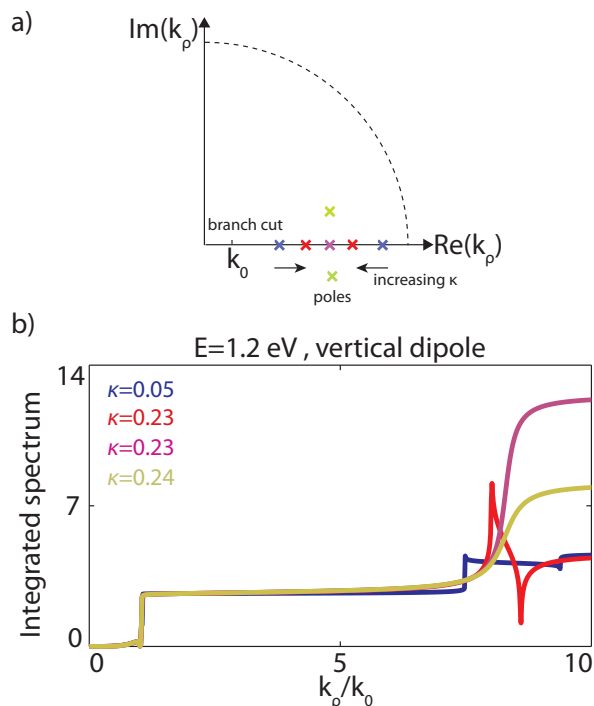 a)
Im(kρ)
branch cut
k0
Re(kρ)
increasing κ
poles
b)
E=1.2 eV , vertical dipole
14
κ=0.05
κ=0.23
κ=0.23
κ=0.24
7
0
Integrated spectrum
0
5
10
kρ/k0